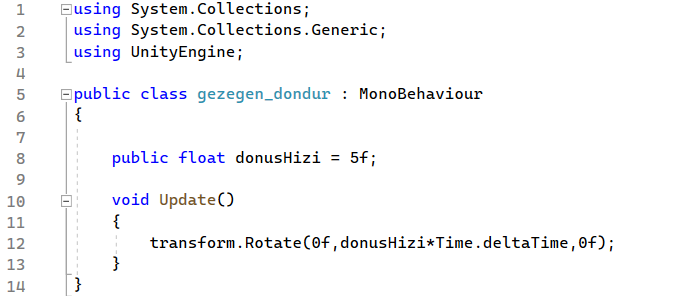 1 using System.Collections;
2 using System.Collections.Generic;
3 using UnityEngine;
4
5 public class gezegen_dondur : MonoBehaviour
6 {
7
8     public float donusHizi = 5f;
9
10     void Update()
11     {
12         transform.Rotate(0f,donusHizi*Time.deltaTime,0f);
13     }
14 }